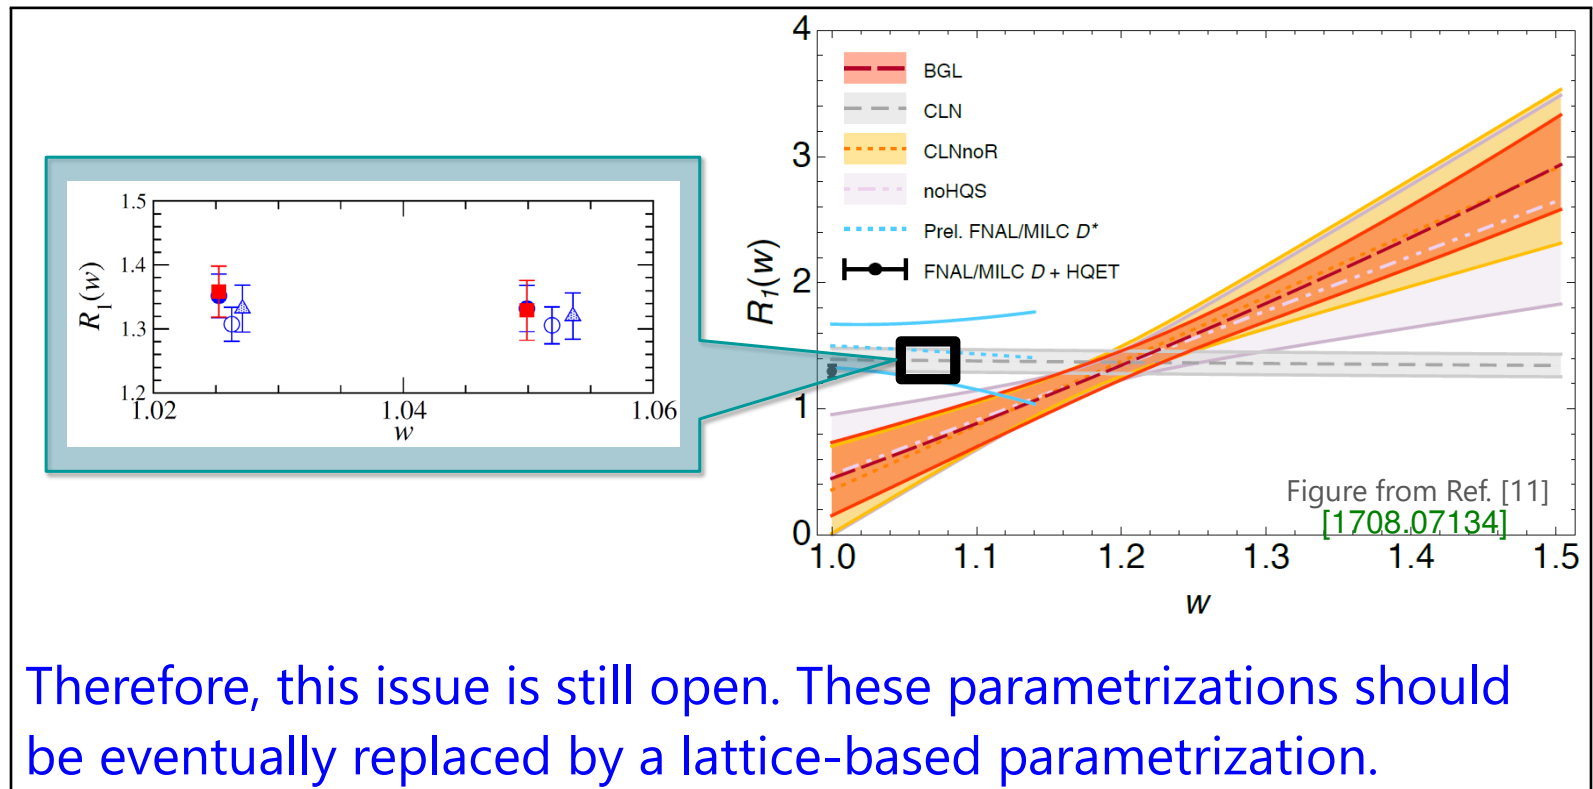 4
3
2
1
0
R1(w)
BGL
CLN
CLNnoR
noHQS
Prel. FNAL/MILC D*
FNAL/MILC D + HQET
1.5
1.4
1.3
1.2
R1(w)
1.02
1.04
1.06
w
Figure from Ref. [11]
[1708.07134]
1.0
1.1
1.2
1.3
1.4
1.5
w
Therefore, this issue is still open. These parametrizations should
be eventually replaced by a lattice-based parametrization.